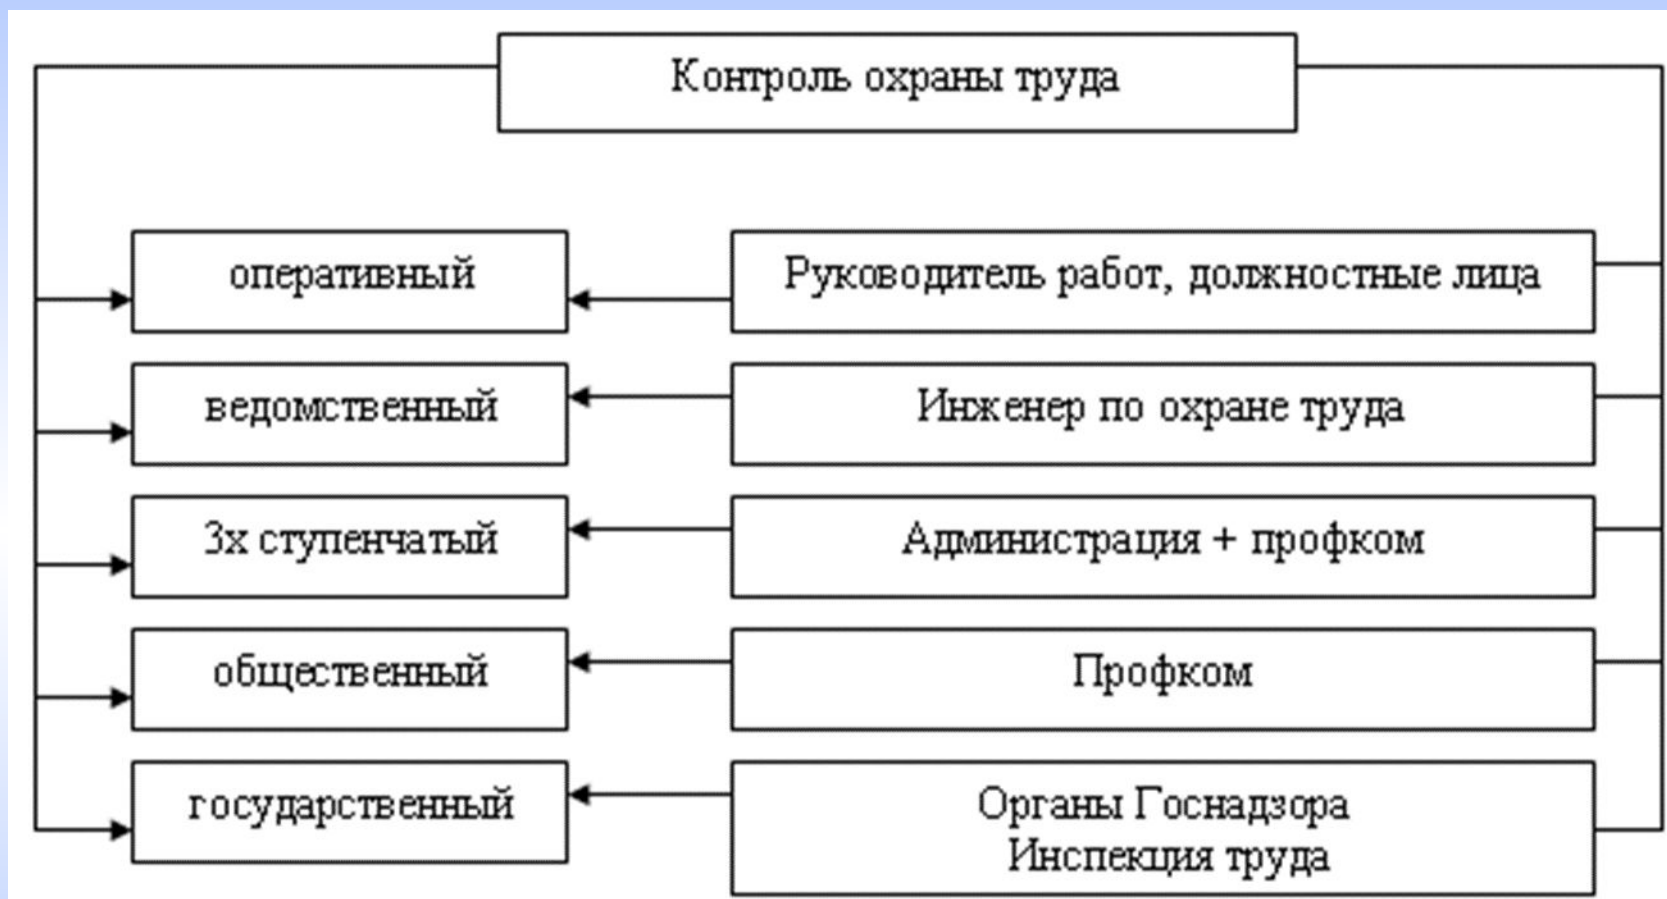 Контроль охраны труда
оперативный
Руководитель работ, должностные лица
ведомственный
Инженер по охране труда
3х ступенчатый
Администрация + профком
общественный
Профком
государственный
Органы Госнадзора
Инспекция труда